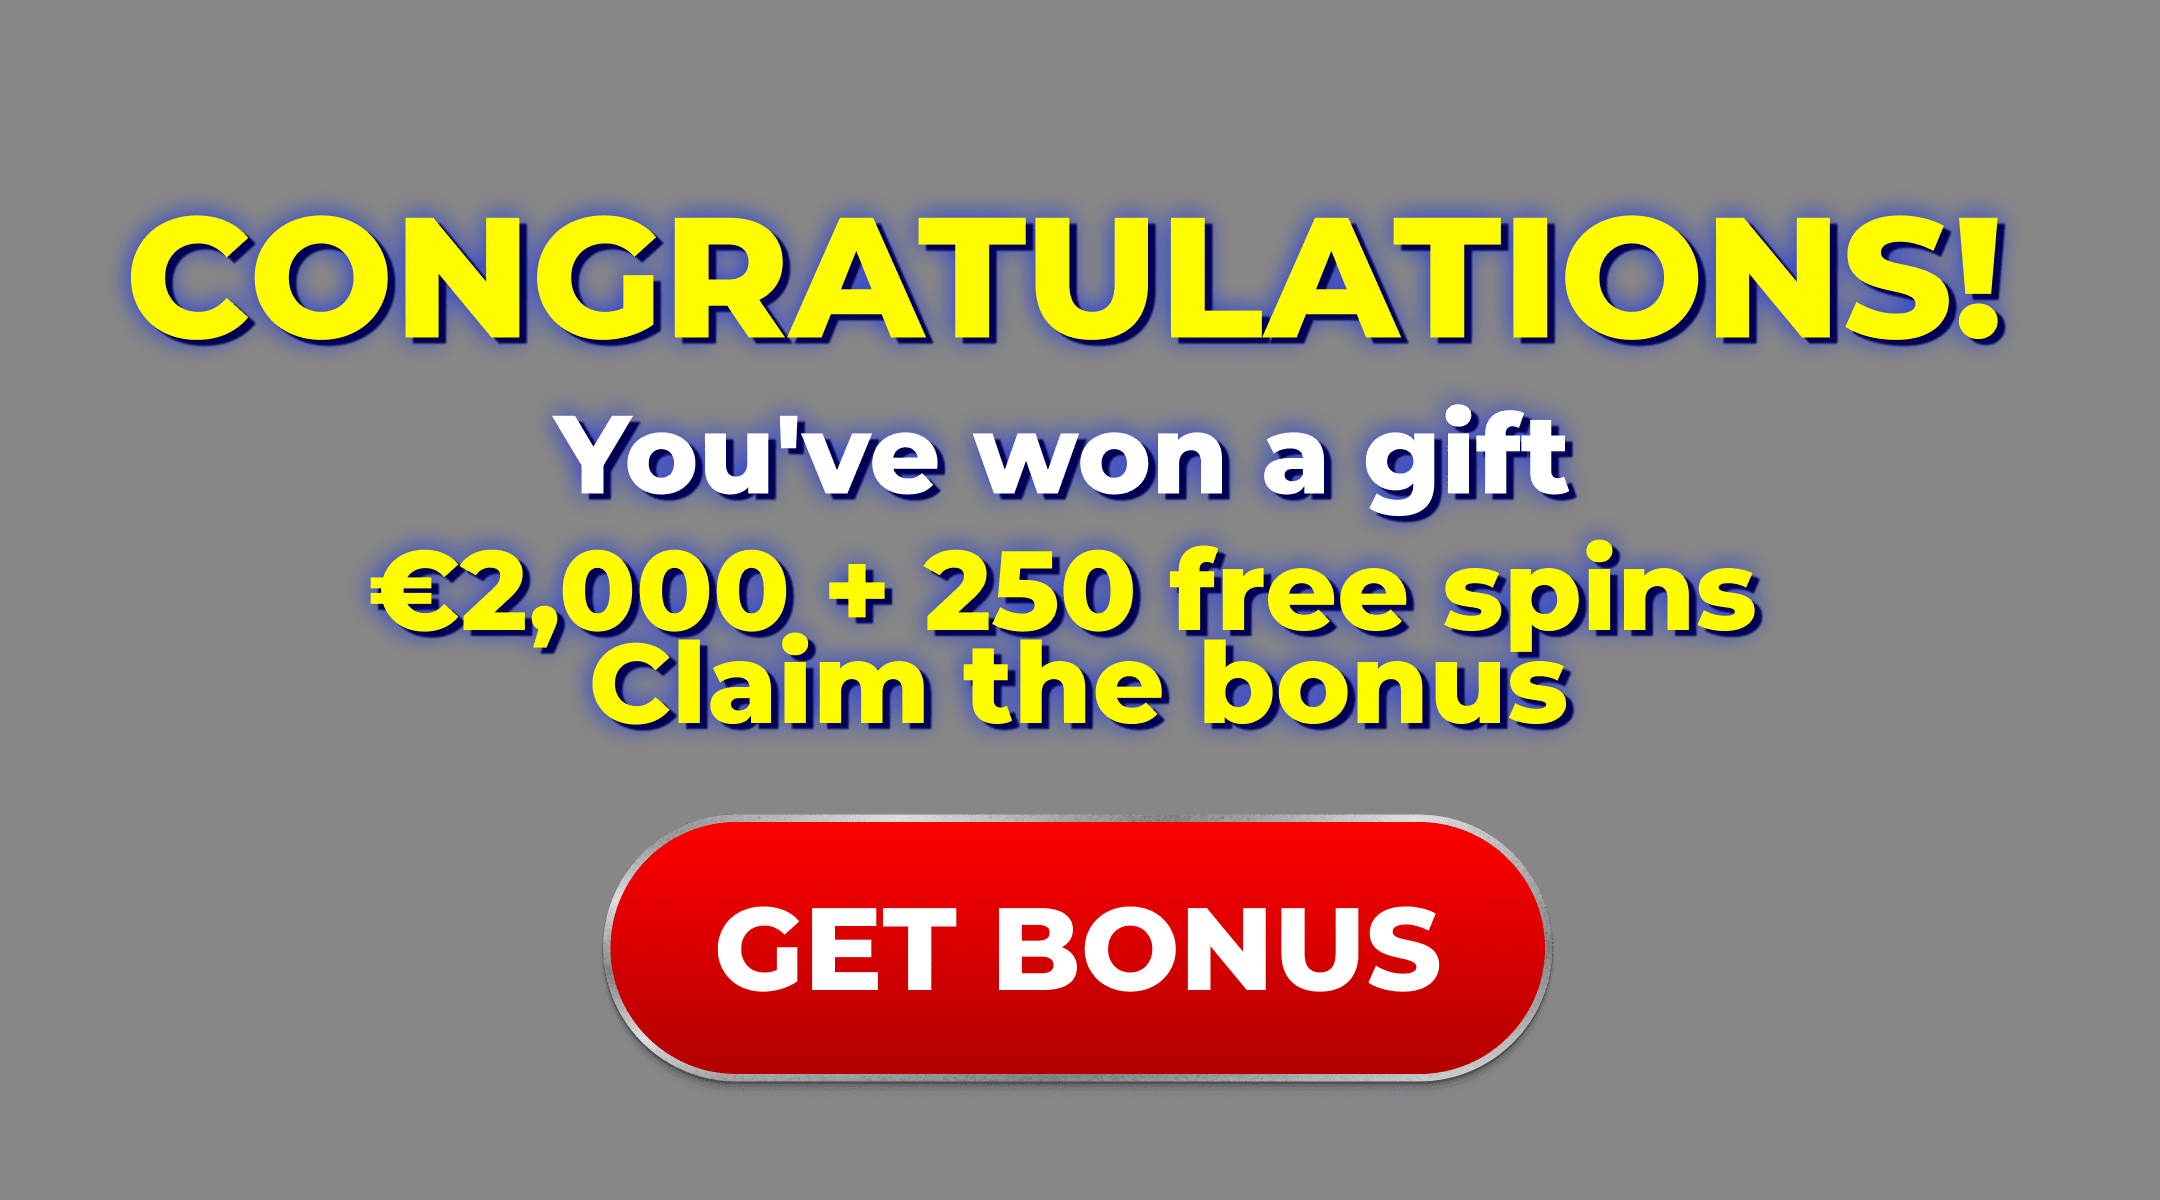 CONGRATULATIONS!
You've won a gift
€2,000 + 250 free spins
Claim the bonus
GET BONUS